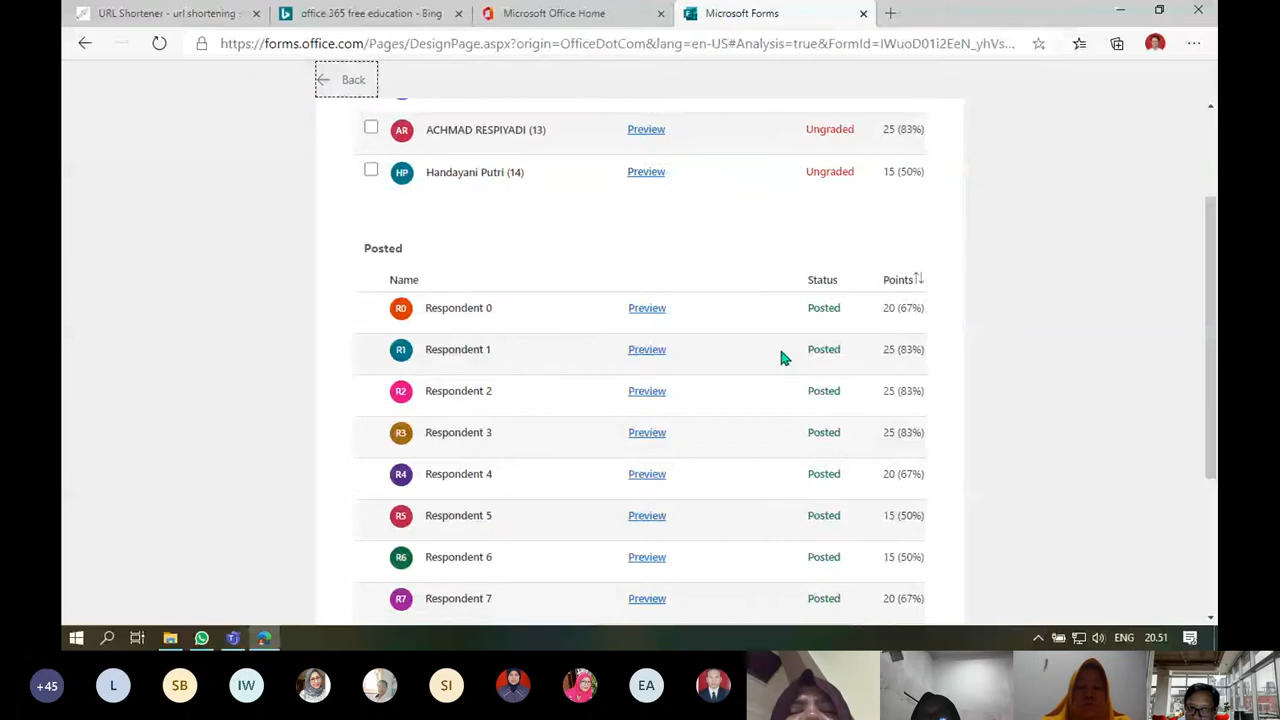 URL Shortener - url shortening
office 365 free education - Bing
Microsoft Office Home
Microsoft Forms
https://forms.office.com/Pages/DesignPage.aspx?origin=OfficeDotCom&lang=en-US#Analysis=true&FormId=IWuoD01i2EeN_yhVs...
Back
AR ACHMAD RESPIYADI (13) Preview Ungraded 25 (83%)
HP Handayani Putri (14) Preview Ungraded 15 (50%)
Posted
Name Status Points
R0 Respondent 0 Preview Posted 20 (67%)
R1 Respondent 1 Preview Posted 25 (83%)
R2 Respondent 2 Preview Posted 25 (83%)
R3 Respondent 3 Preview Posted 25 (83%)
R4 Respondent 4 Preview Posted 20 (67%)
R5 Respondent 5 Preview Posted 15 (50%)
R6 Respondent 6 Preview Posted 15 (50%)
R7 Respondent 7 Preview Posted 20 (67%)
ENG 20.51
+45 L SB IW SI EA